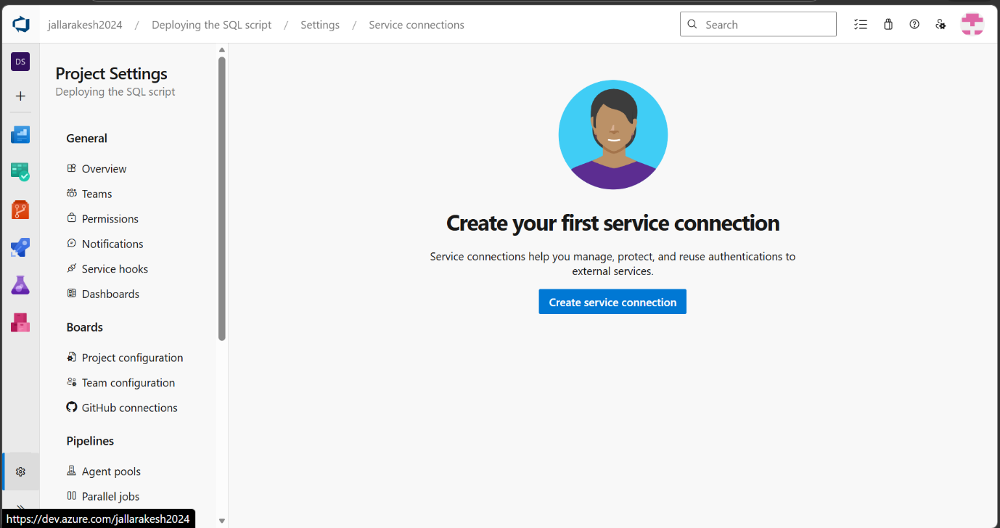 jallarakesh2024 / Deploying the SQL script / Settings / Service connections
Search
DS
Project Settings
Deploying the SQL script
General
Overview
Teams
Permissions
Notifications
Service hooks
Dashboards
Boards
Project configuration
Team configuration
GitHub connections
Pipelines
Agent pools
Parallel jobs
https://dev.azure.com/jallarakesh2024
Create your first service connection
Service connections help you manage, protect, and reuse authentications to
external services.
Create service connection